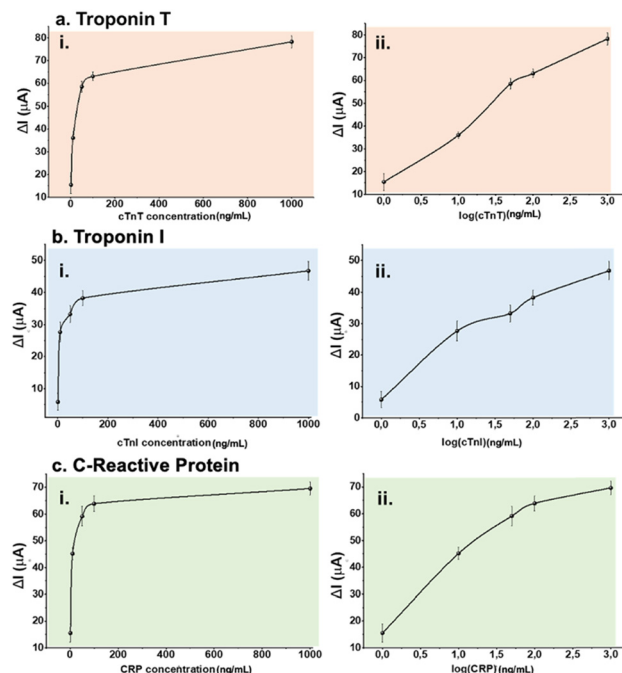 a. Troponin T
i.
ΔI (µA)
80
70
60
50
40
30
20
10
0 200 400 600 800 1000
cTnT concentration(ng/mL)
ii.
ΔI (µA)
80
70
60
50
40
30
20
10
0,0 0,5 1,0 1,5 2,0 2,5 3,0
log(cTnT)(ng/mL)
b. Troponin I
i.
ΔI (µA)
50
40
30
20
10
0 200 400 600 800 1000
cTnI concentration(ng/mL)
ii.
ΔI (µA)
50
40
30
20
10
0
0,0 0,5 1,0 1,5 2,0 2,5 3,0
log(cTnI)(ng/mL)
c. C-Reactive Protein
i.
ΔI (µA)
70
60
50
40
30
20
10
0 200 400 600 800 1000
CRP concentration(ng/mL)
ii.
ΔI (µA)
70
60
50
40
30
20
10
0,0 0,5 1,0 1,5 2,0 2,5 3,0
log(CRP)(ng/mL)